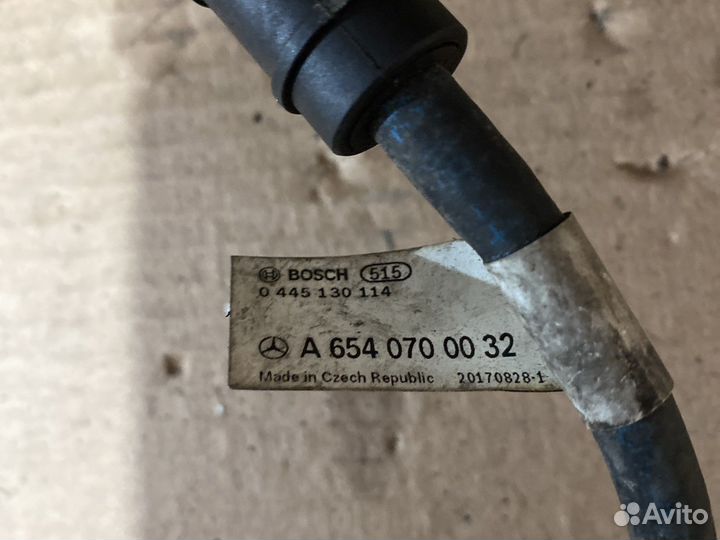 BOSCH 515
0 445 130 114
A 654 070 00 32
Made in Czech Republic 20170828-1
Avito